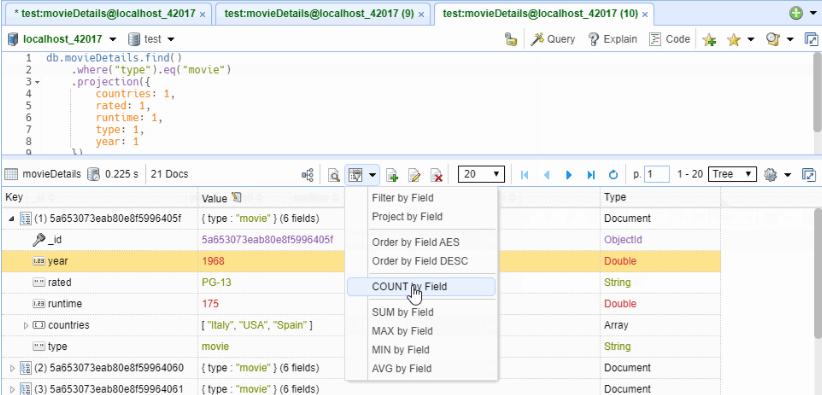 * test:movieDetails@localhost_42017 × test:movieDetails@localhost_42017 (9) × test:movieDetails@localhost_42017 (10) ×
localhost_42017 test Query Explain Code
1 db.movieDetails.find()
2 .where("type").eq("movie")
3 .projection({
4 countries: 1,
5 rated: 1,
6 runtime: 1,
7 type: 1,
8 year: 1
9 })
movieDetails 0.225 s 21 Docs 20 p. 1 1 - 20 Tree
Key Value Type
(1) 5a653073eab80e8f5996405f { type : "movie" } (6 fields) Document
_id 5a653073eab80e8f5996405f ObjectId
1.23 year 1968 Double
rated PG-13 String
1.23 runtime 175 Double
countries [ "Italy", "USA", "Spain" ] Array
type movie String
(2) 5a653073eab80e8f59964060 { type : "movie" } (6 fields) Document
(3) 5a653073eab80e8f59964061 { type : "movie" } (6 fields) Document
Filter by Field
Project by Field
Order by Field AES
Order by Field DESC
COUNT by Field
SUM by Field
MAX by Field
MIN by Field
AVG by Field